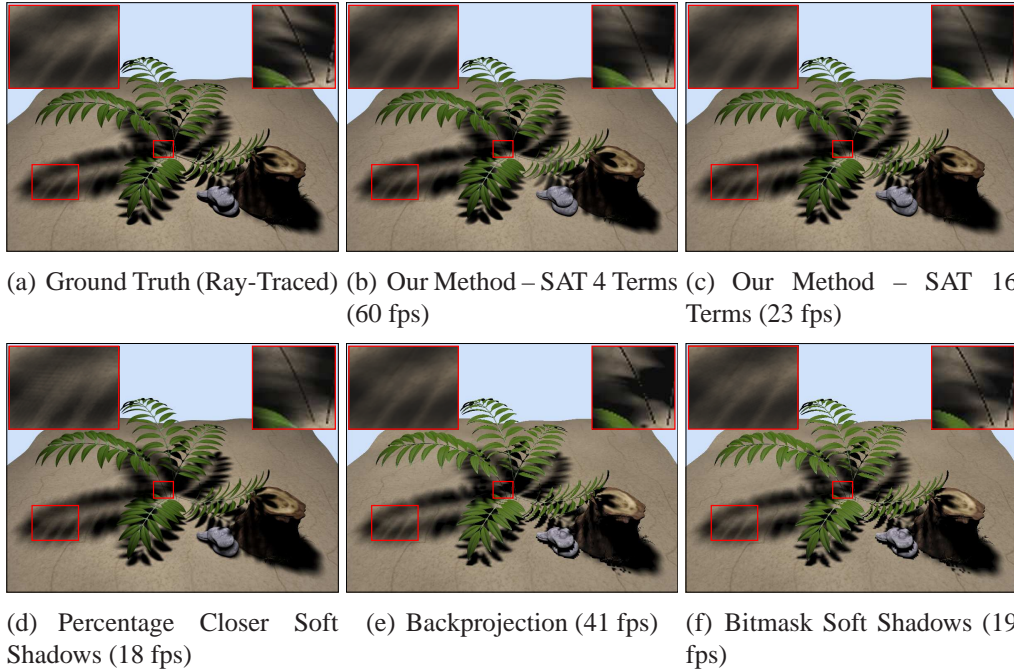 (a) Ground Truth (Ray-Traced)
(b) Our Method – SAT 4 Terms
(60 fps)
(c) Our Method – SAT 16
Terms (23 fps)
(d) Percentage Closer Soft
Shadows (18 fps)
(e) Backprojection (41 fps)
(f) Bitmask Soft Shadows (19
fps)